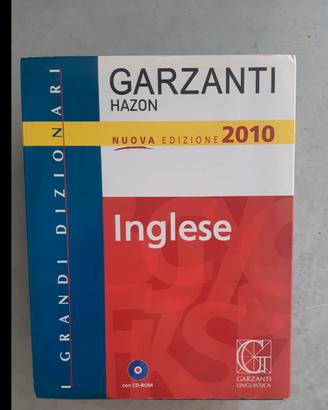 I GRANDI DIZIONARI
GARZANTI
HAZON
NUOVA EDIZIONE 2010
Inglese
con CD-ROM
GARZANTI
LINGUISTICA